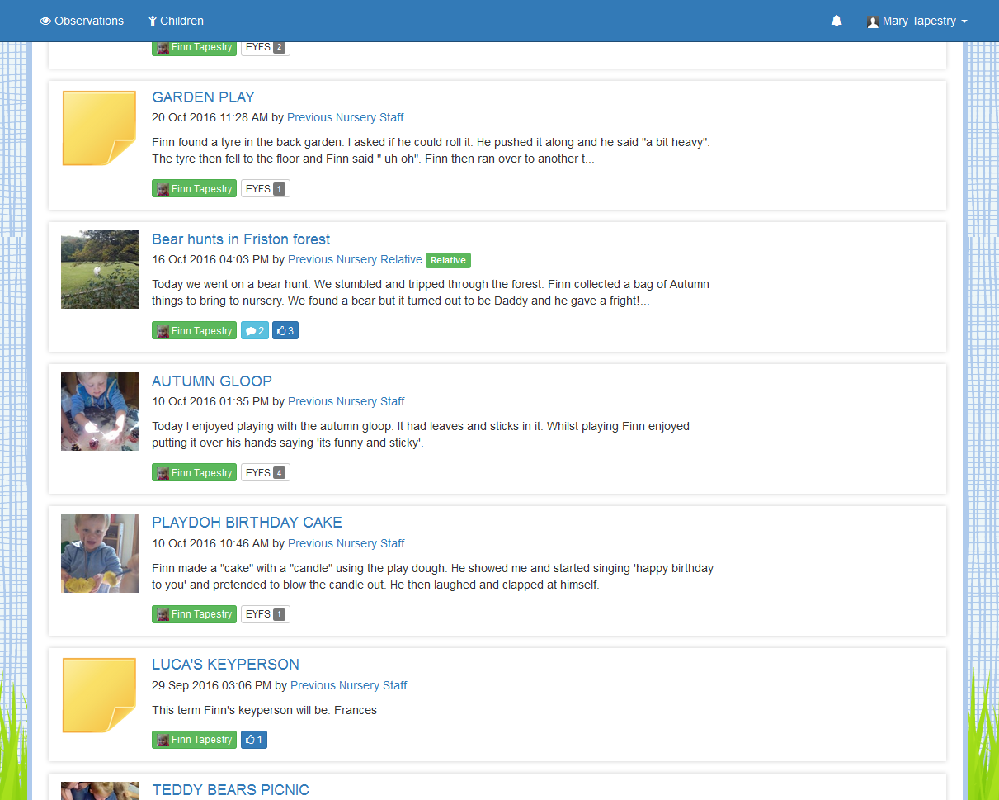 Observations Children Mary Tapestry
Finn Tapestry EYFS 2
GARDEN PLAY
20 Oct 2016 11:28 AM by Previous Nursery Staff
Finn found a tyre in the back garden. I asked if he could roll it. He pushed it along and he said "a bit heavy".
The tyre then fell to the floor and Finn said " uh oh". Finn then ran over to another t...
Finn Tapestry EYFS 1
Bear hunts in Friston forest
16 Oct 2016 04:03 PM by Previous Nursery Relative Relative
Today we went on a bear hunt. We stumbled and tripped through the forest. Finn collected a bag of Autumn
things to bring to nursery. We found a bear but it turned out to be Daddy and he gave a fright!...
Finn Tapestry 2 3
AUTUMN GLOOP
10 Oct 2016 01:35 PM by Previous Nursery Staff
Today I enjoyed playing with the autumn gloop. It had leaves and sticks in it. Whilst playing Finn enjoyed
putting it over his hands saying 'its funny and sticky'.
Finn Tapestry EYFS 4
PLAYDOH BIRTHDAY CAKE
10 Oct 2016 10:46 AM by Previous Nursery Staff
Finn made a "cake" with a "candle" using the play dough. He showed me and started singing 'happy birthday
to you' and pretended to blow the candle out. He then laughed and clapped at himself.
Finn Tapestry EYFS 1
LUCA'S KEYPERSON
29 Sep 2016 03:06 PM by Previous Nursery Staff
This term Finn's keyperson will be: Frances
Finn Tapestry 1
TEDDY BEARS PICNIC